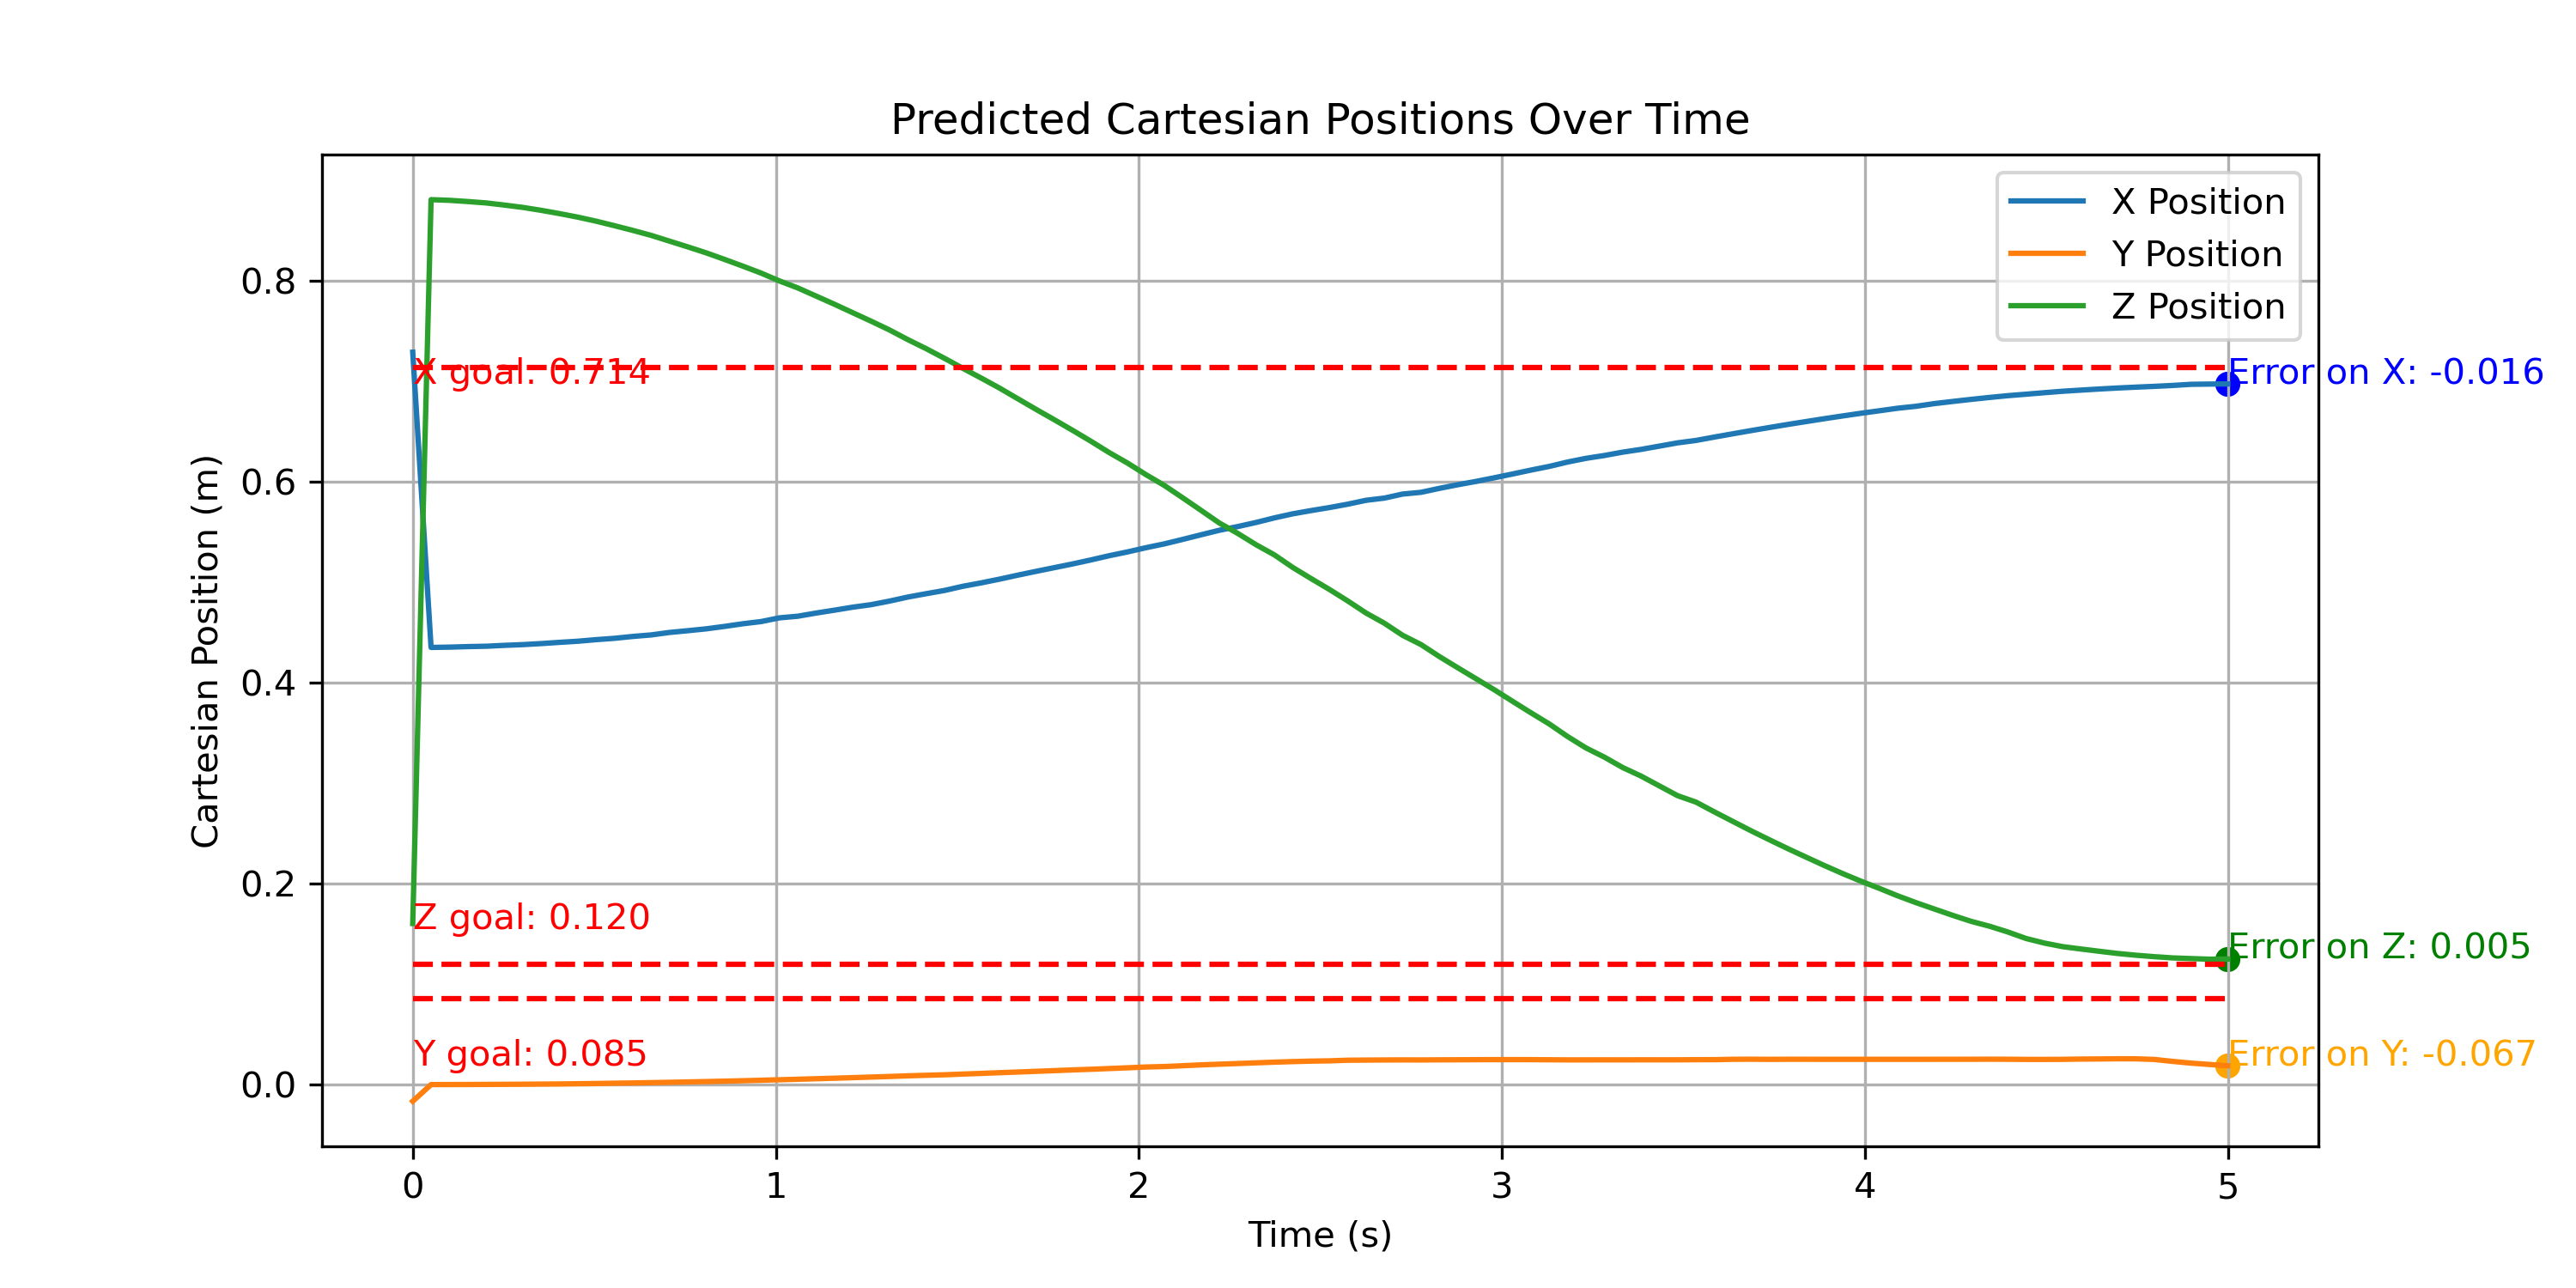 Predicted Cartesian Positions Over Time
X Position
Y Position
Z Position
0.8
0.6
0.4
0.2
0.0
Cartesian Position (m)
X goal: 0.714
Error on X: -0.016
Z goal: 0.120
Error on Z: 0.005
Y goal: 0.085
Error on Y: -0.067
0 1 2 3 4 5
Time (s)